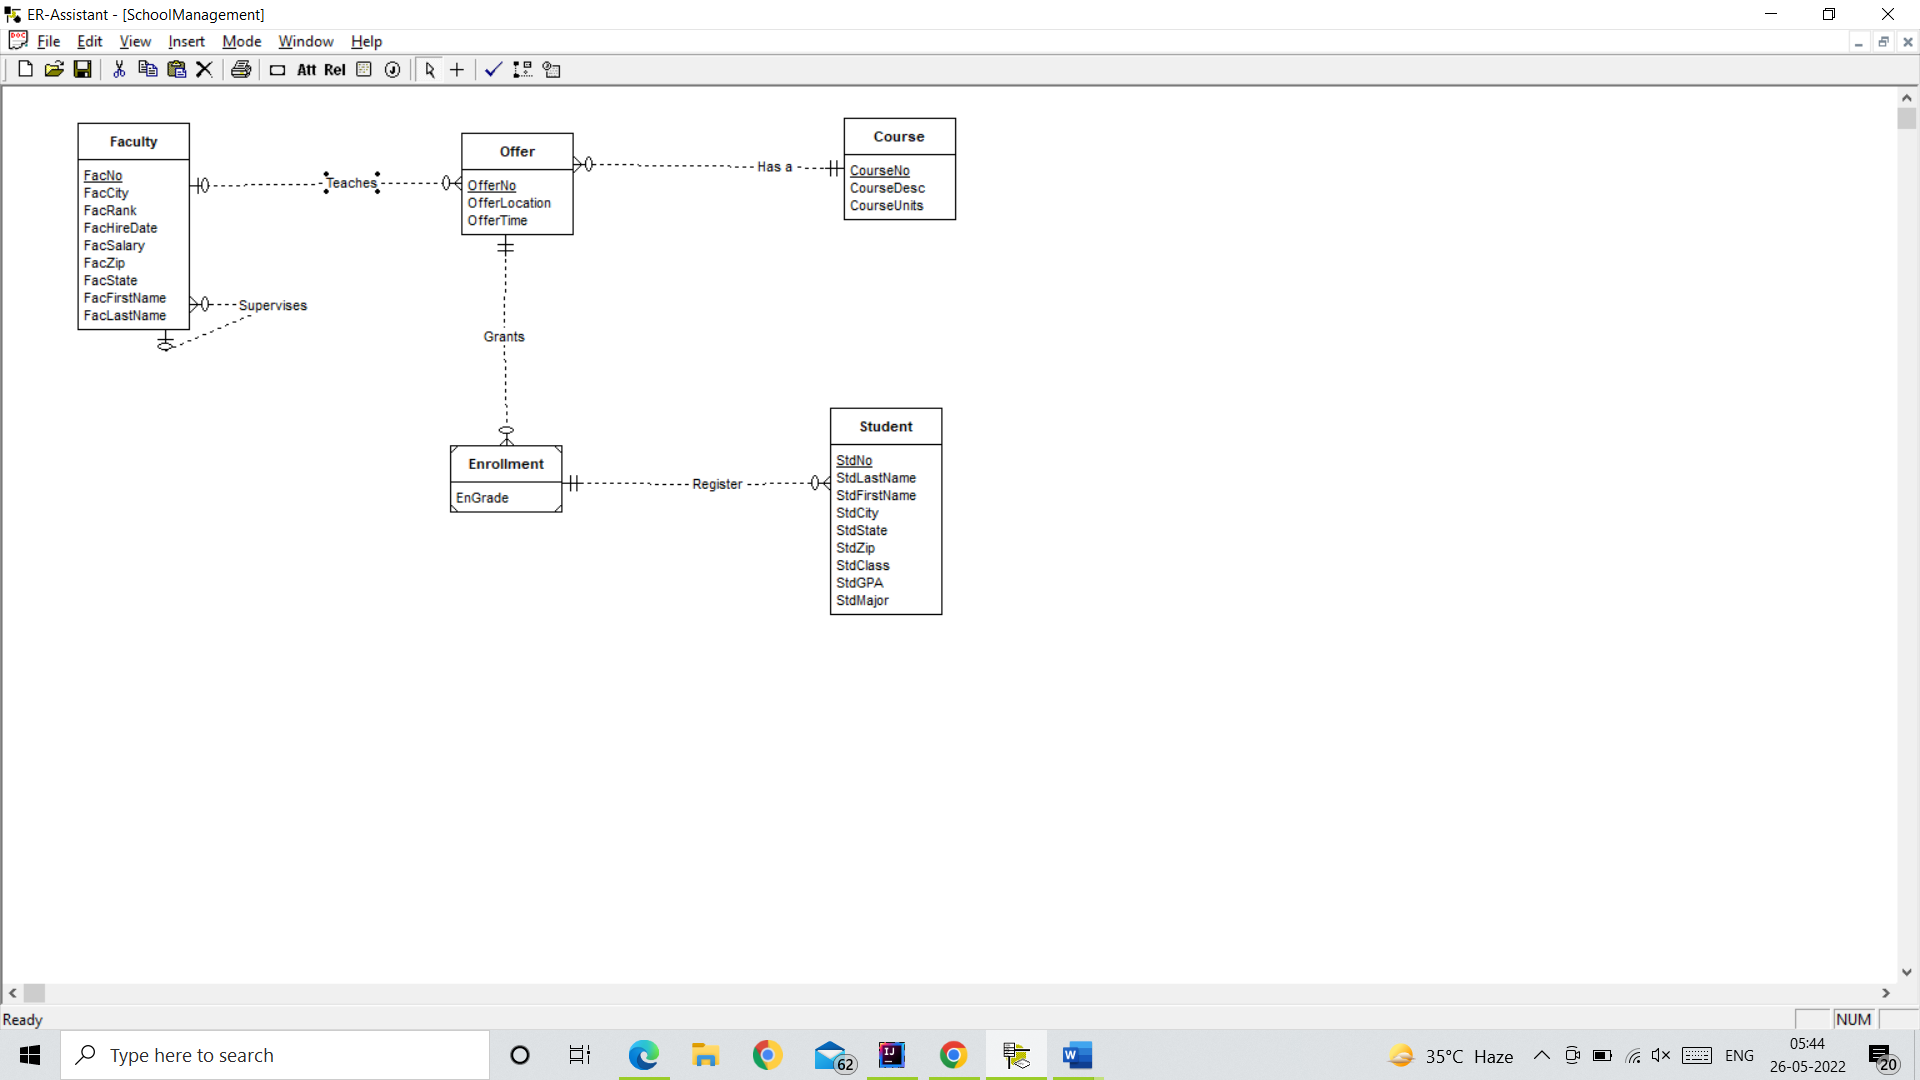 ER-Assistant - [SchoolManagement]
File Edit View Insert Mode Window Help
Att Rel
Faculty
FacNo
FacCity
FacRank
FacHireDate
FacSalary
FacZip
FacState
FacFirstName
FacLastName
Teaches
Supervises
Offer
OfferNo
OfferLocation
OfferTime
Has a
Course
CourseNo
CourseDesc
CourseUnits
Grants
Enrollment
EnGrade
Register
Student
StdNo
StdLastName
StdFirstName
StdCity
StdState
StdZip
StdClass
StdGPA
StdMajor
Ready
NUM
Type here to search
62
IJ
W
35°C Haze
ENG
05:44
26-05-2022
20